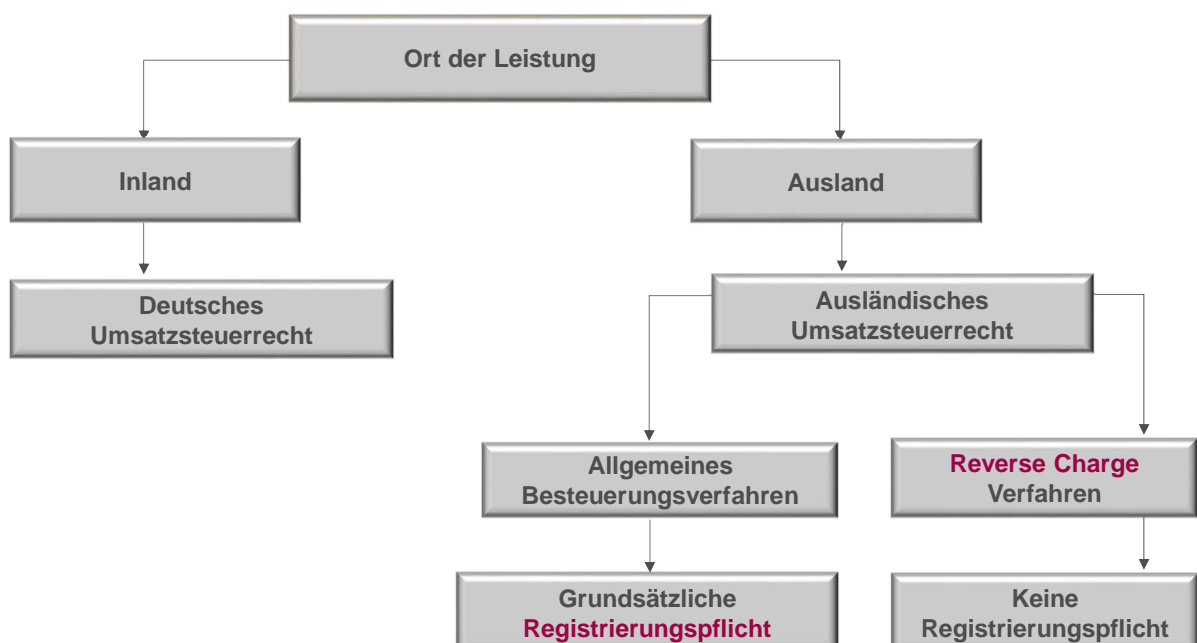 Ort der Leistung
Inland
Ausland
Deutsches
Umsatzsteuerrecht
Ausländisches
Umsatzsteuerrecht
Allgemeines
Besteuerungsverfahren
Reverse Charge
Verfahren
Grundsätzliche
Registrierungspflicht
Keine
Registrierungspflicht